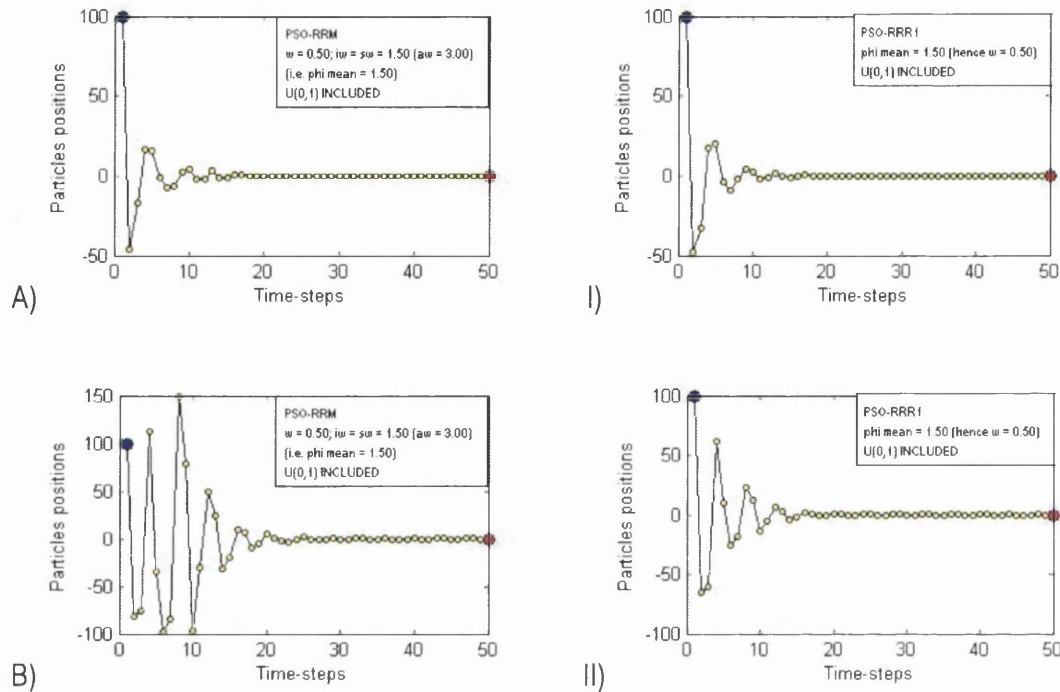 100
50
0
-50
0
10
20
30
40
50
Particles positions
Time-steps
PSO-RRM
w = 0.50; iw = sw = 1.50 (aw = 3.00)
(i.e. phi mean = 1.50)
U(0,1) INCLUDED
A)
100
50
0
-50
0
10
20
30
40
50
Particles positions
Time-steps
PSO-RRR1
phi mean = 1.50 (hence w = 0.50)
U(0,1) INCLUDED
I)
150
100
50
0
-50
-100
0
10
20
30
40
50
Particles positions
Time-steps
PSO-RRM
w = 0.50; iw = sw = 1.50 (aw = 3.00)
(i.e. phi mean = 1.50)
U(0,1) INCLUDED
B)
100
50
0
-50
-100
0
10
20
30
40
50
Particles positions
Time-steps
PSO-RRR1
phi mean = 1.50 (hence w = 0.50)
U(0,1) INCLUDED
II)